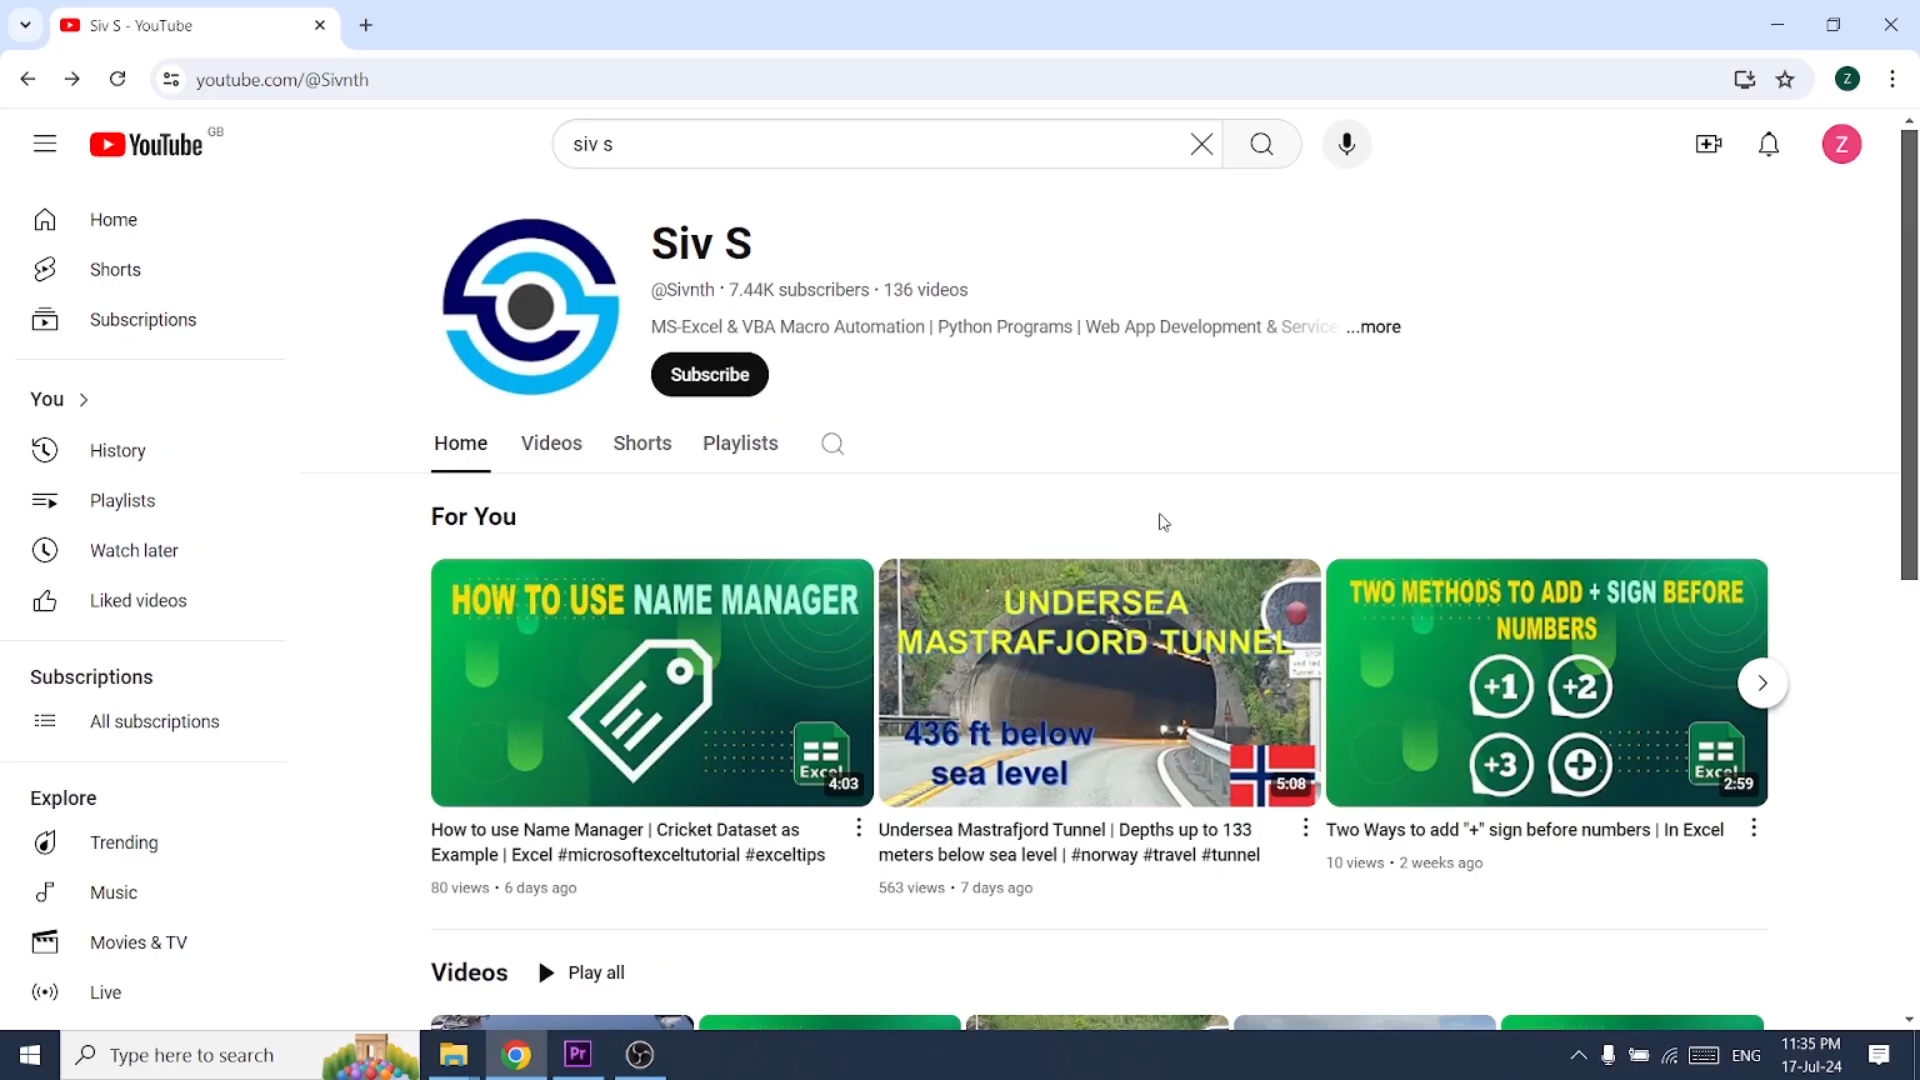 Siv S - YouTube
youtube.com/@Sivnth
Z
YouTube GB
siv s
Z
Home
Shorts
Subscriptions
You
History
Playlists
Watch later
Liked videos
Subscriptions
All subscriptions
Explore
Trending
Music
Movies & TV
Live
Siv S
@Sivnth · 7.44K subscribers · 136 videos
MS-Excel & VBA Macro Automation | Python Programs | Web App Development & Service ...more
Subscribe
Home Videos Shorts Playlists
For You
HOW TO USE NAME MANAGER
Excel
4:03
How to use Name Manager | Cricket Dataset as
Example | Excel #microsoftexceltutorial #exceltips
80 views • 6 days ago
UNDERSEA
MASTRAFJORD TUNNEL
436 ft below
sea level
5:08
Undersea Mastrafjord Tunnel | Depths up to 133
meters below sea level | #norway #travel #tunnel
563 views • 7 days ago
TWO METHODS TO ADD + SIGN BEFORE
NUMBERS
+1 +2
+3 +
Excel
2:59
Two Ways to add "+" sign before numbers | In Excel
10 views • 2 weeks ago
Videos Play all
Type here to search
Pr
ENG
11:35 PM
17-Jul-24